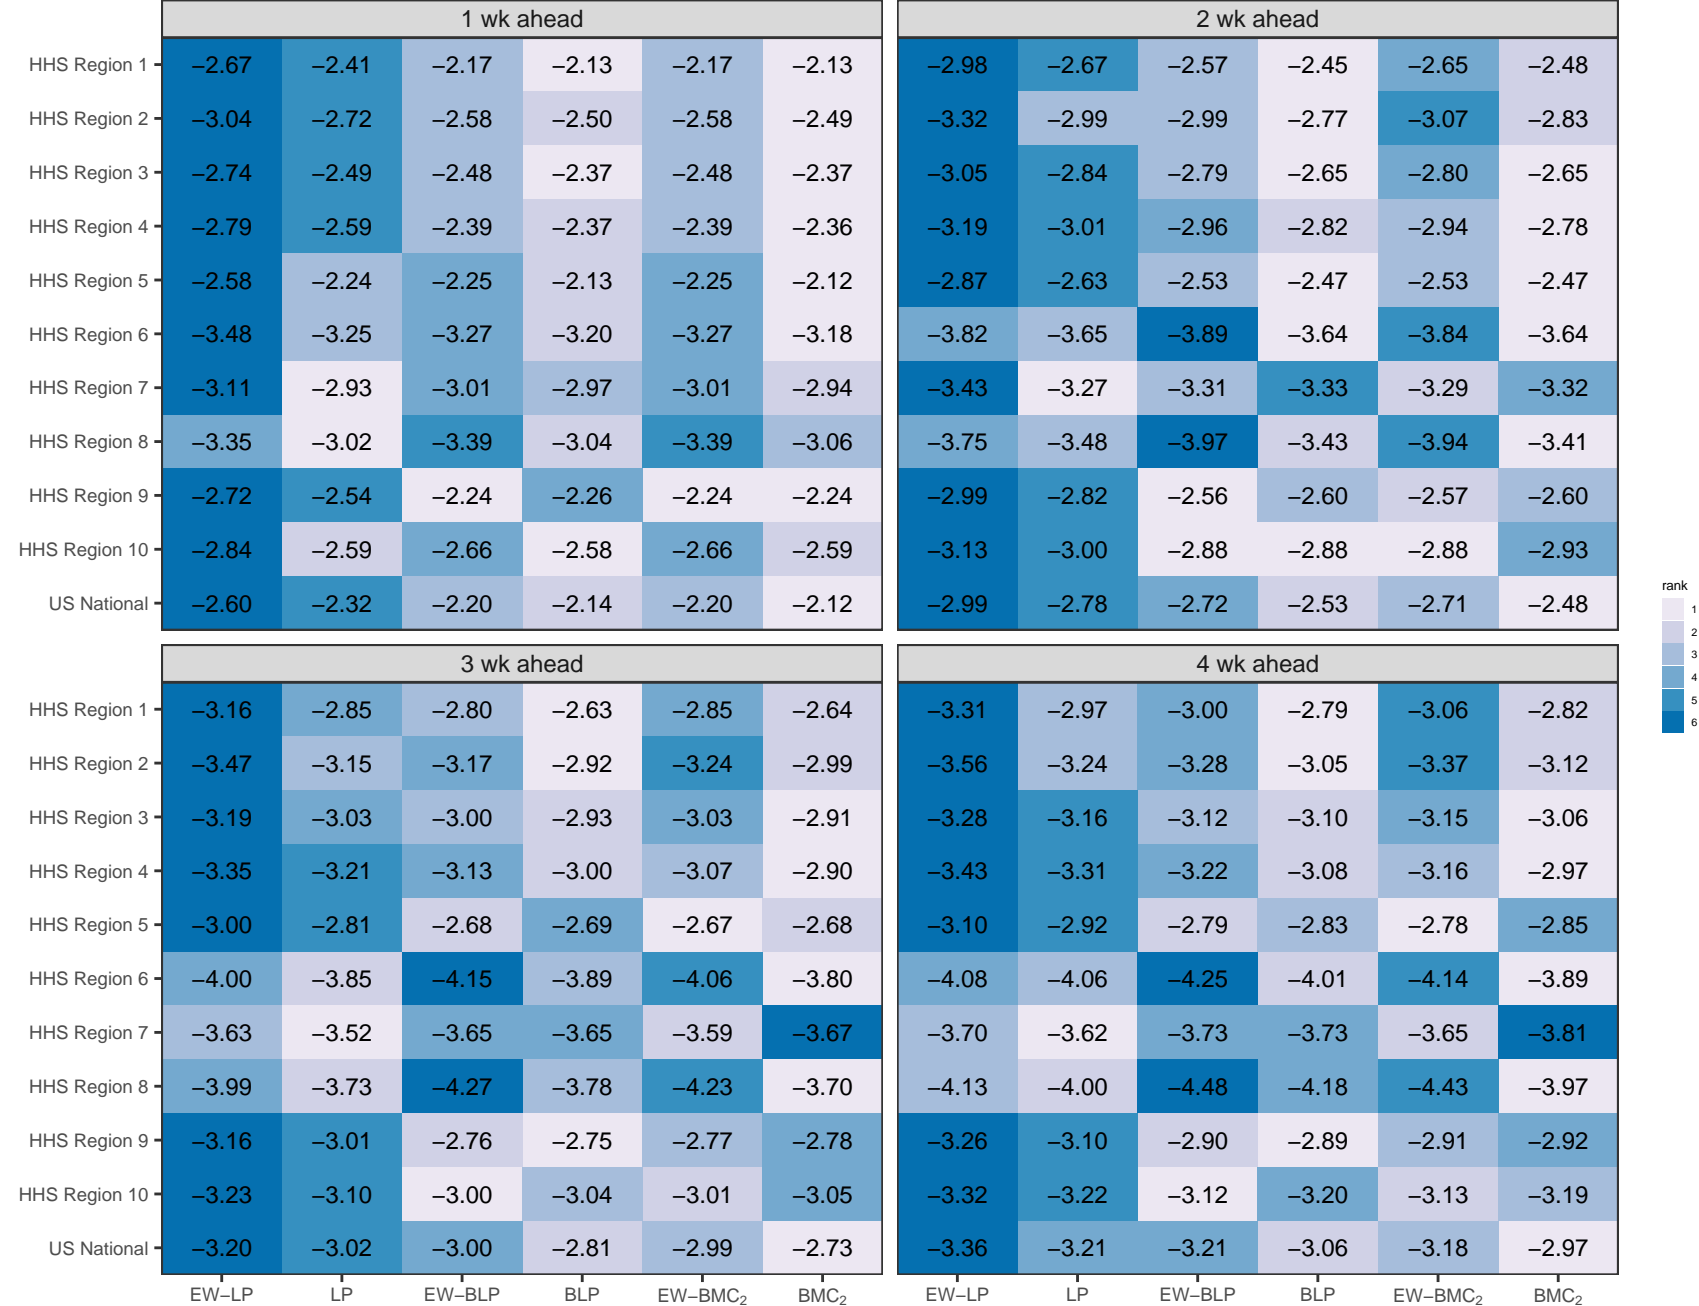 1 wk ahead 2 wk ahead
HHS Region 1 −2.67 −2.41 −2.17 −2.13 −2.17 −2.13 −2.98 −2.67 −2.57 −2.45 −2.65 −2.48
HHS Region 2 −3.04 −2.72 −2.58 −2.50 −2.58 −2.49 −3.32 −2.99 −2.99 −2.77 −3.07 −2.83
HHS Region 3 −2.74 −2.49 −2.48 −2.37 −2.48 −2.37 −3.05 −2.84 −2.79 −2.65 −2.80 −2.65
HHS Region 4 −2.79 −2.59 −2.39 −2.37 −2.39 −2.36 −3.19 −3.01 −2.96 −2.82 −2.94 −2.78
HHS Region 5 −2.58 −2.24 −2.25 −2.13 −2.25 −2.12 −2.87 −2.63 −2.53 −2.47 −2.53 −2.47
HHS Region 6 −3.48 −3.25 −3.27 −3.20 −3.27 −3.18 −3.82 −3.65 −3.89 −3.64 −3.84 −3.64
HHS Region 7 −3.11 −2.93 −3.01 −2.97 −3.01 −2.94 −3.43 −3.27 −3.31 −3.33 −3.29 −3.32
HHS Region 8 −3.35 −3.02 −3.39 −3.04 −3.39 −3.06 −3.75 −3.48 −3.97 −3.43 −3.94 −3.41
HHS Region 9 −2.72 −2.54 −2.24 −2.26 −2.24 −2.24 −2.99 −2.82 −2.56 −2.60 −2.57 −2.60
HHS Region 10 −2.84 −2.59 −2.66 −2.58 −2.66 −2.59 −3.13 −3.00 −2.88 −2.88 −2.88 −2.93
US National −2.60 −2.32 −2.20 −2.14 −2.20 −2.12 −2.99 −2.78 −2.72 −2.53 −2.71 −2.48
3 wk ahead 4 wk ahead
HHS Region 1 −3.16 −2.85 −2.80 −2.63 −2.85 −2.64 −3.31 −2.97 −3.00 −2.79 −3.06 −2.82
HHS Region 2 −3.47 −3.15 −3.17 −2.92 −3.24 −2.99 −3.56 −3.24 −3.28 −3.05 −3.37 −3.12
HHS Region 3 −3.19 −3.03 −3.00 −2.93 −3.03 −2.91 −3.28 −3.16 −3.12 −3.10 −3.15 −3.06
HHS Region 4 −3.35 −3.21 −3.13 −3.00 −3.07 −2.90 −3.43 −3.31 −3.22 −3.08 −3.16 −2.97
HHS Region 5 −3.00 −2.81 −2.68 −2.69 −2.67 −2.68 −3.10 −2.92 −2.79 −2.83 −2.78 −2.85
HHS Region 6 −4.00 −3.85 −4.15 −3.89 −4.06 −3.80 −4.08 −4.06 −4.25 −4.01 −4.14 −3.89
HHS Region 7 −3.63 −3.52 −3.65 −3.65 −3.59 −3.67 −3.70 −3.62 −3.73 −3.73 −3.65 −3.81
HHS Region 8 −3.99 −3.73 −4.27 −3.78 −4.23 −3.70 −4.13 −4.00 −4.48 −4.18 −4.43 −3.97
HHS Region 9 −3.16 −3.01 −2.76 −2.75 −2.77 −2.78 −3.26 −3.10 −2.90 −2.89 −2.91 −2.92
HHS Region 10 −3.23 −3.10 −3.00 −3.04 −3.01 −3.05 −3.32 −3.22 −3.12 −3.20 −3.13 −3.19
US National −3.20 −3.02 −3.00 −2.81 −2.99 −2.73 −3.36 −3.21 −3.21 −3.06 −3.18 −2.97
EW−LP LP EW−BLP BLP EW−BMC₂ BMC₂ EW−LP LP EW−BLP BLP EW−BMC₂ BMC₂
rank
1
2
3
4
5
6